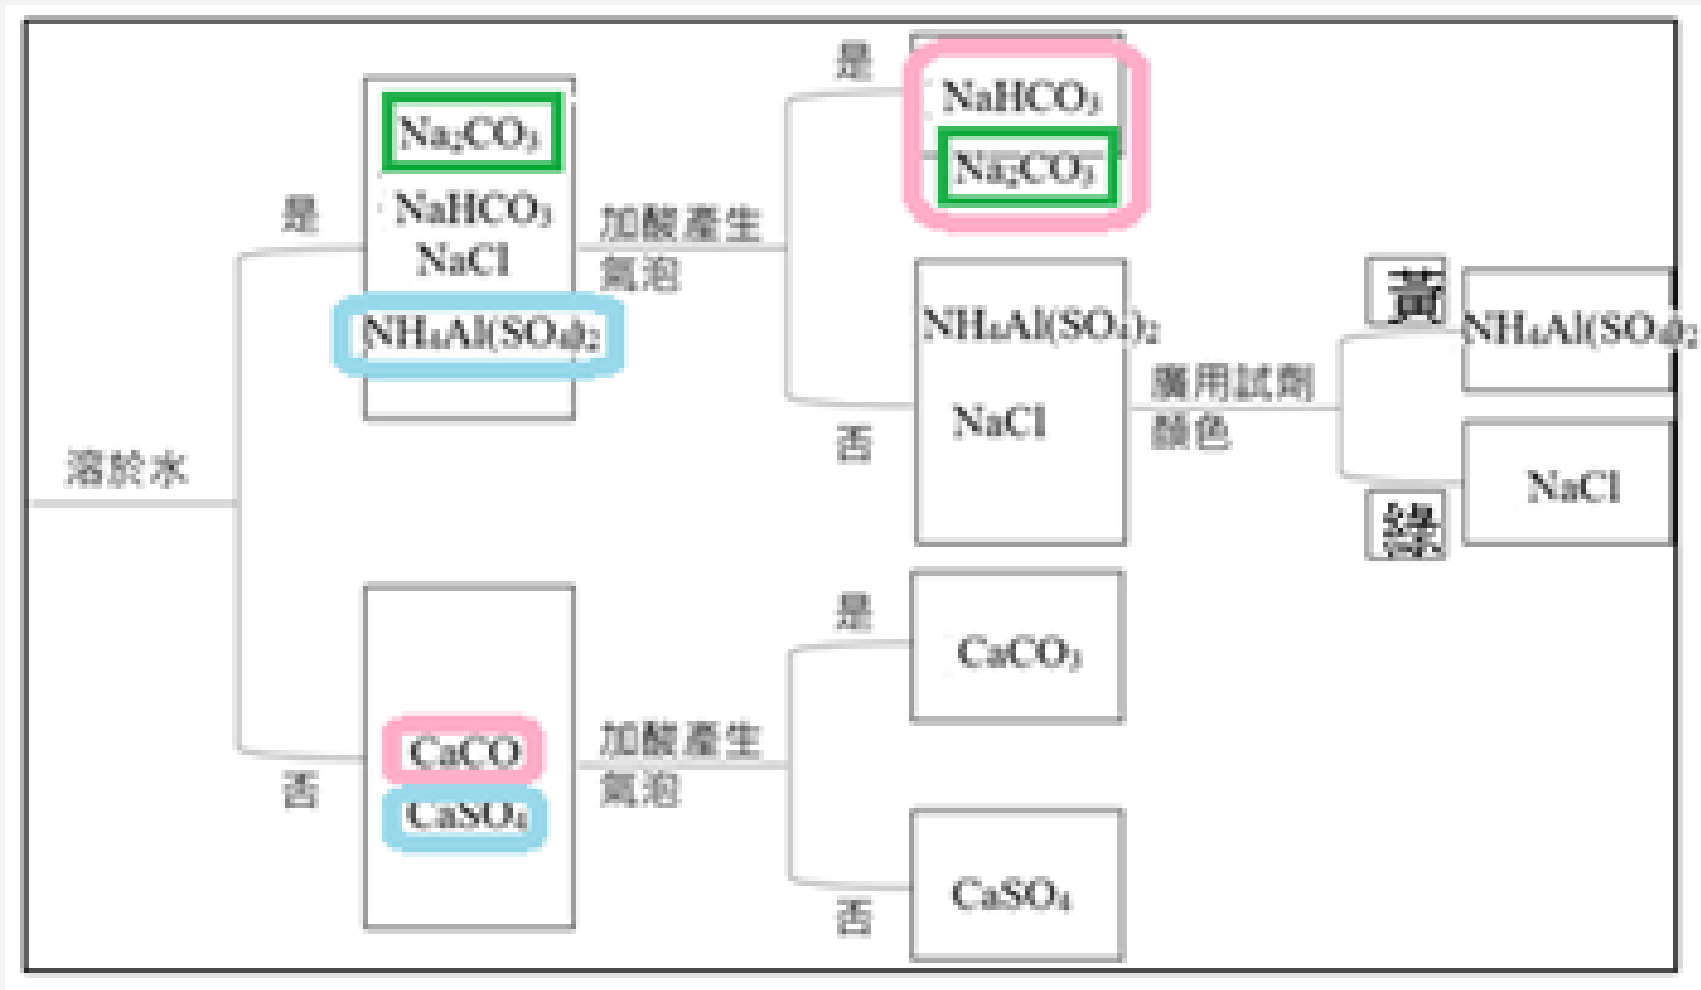 溶於水
是
Na₂CO₃
NaHCO₃
NaCl
NH₄Al(SO₄)₂
否
CaCO
CaSO₄
加酸產生
氣泡
是
NaHCO₃
Na₂CO₃
否
NH₄Al(SO₄)₂
NaCl
廣用試劑
顏色
黃
NH₄Al(SO₄)₂
綠
NaCl
加酸產生
氣泡
是
CaCO₃
否
CaSO₄